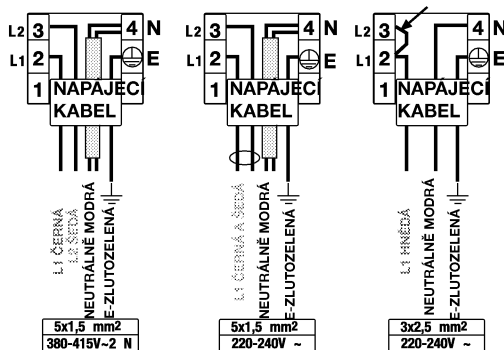 L2 3 4 N
L1 2 E
1 NAPÁJECÍ
KABEL
L1 ČERNÁ
L2 ŠEDÁ
NEUTRÁLNĚ MODRÁ
E-ZLUTOZELENÁ
5x1,5 mm2
380-415V~2 N
L2 3 4 N
L1 2 E
1 NAPÁJECÍ
KABEL
L1 ČERNÁ A ŠEDÁ
NEUTRÁLNĚ MODRÁ
E-ZLUTOZELENÁ
5x1,5 mm2
220-240V ~
L2 3 4 N
L1 2 E
1 NAPÁJECÍ
KABEL
L1 HNĚDÁ
NEUTRÁLNĚ MODRÁ
E-ZLUTOZELENÁ
3x2,5 mm2
220-240V ~